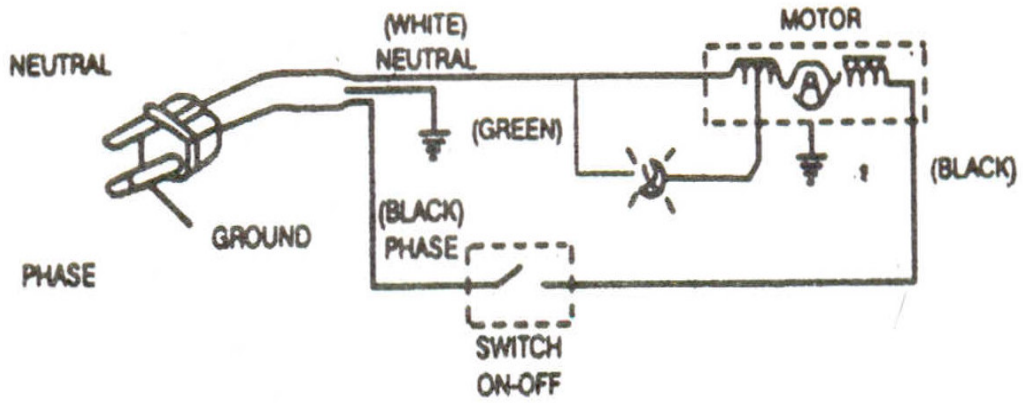 MOTOR
(WHITE)
NEUTRAL
NEUTRAL
(GREEN)
(BLACK)
(BLACK)
PHASE
GROUND
PHASE
SWITCH
ON-OFF